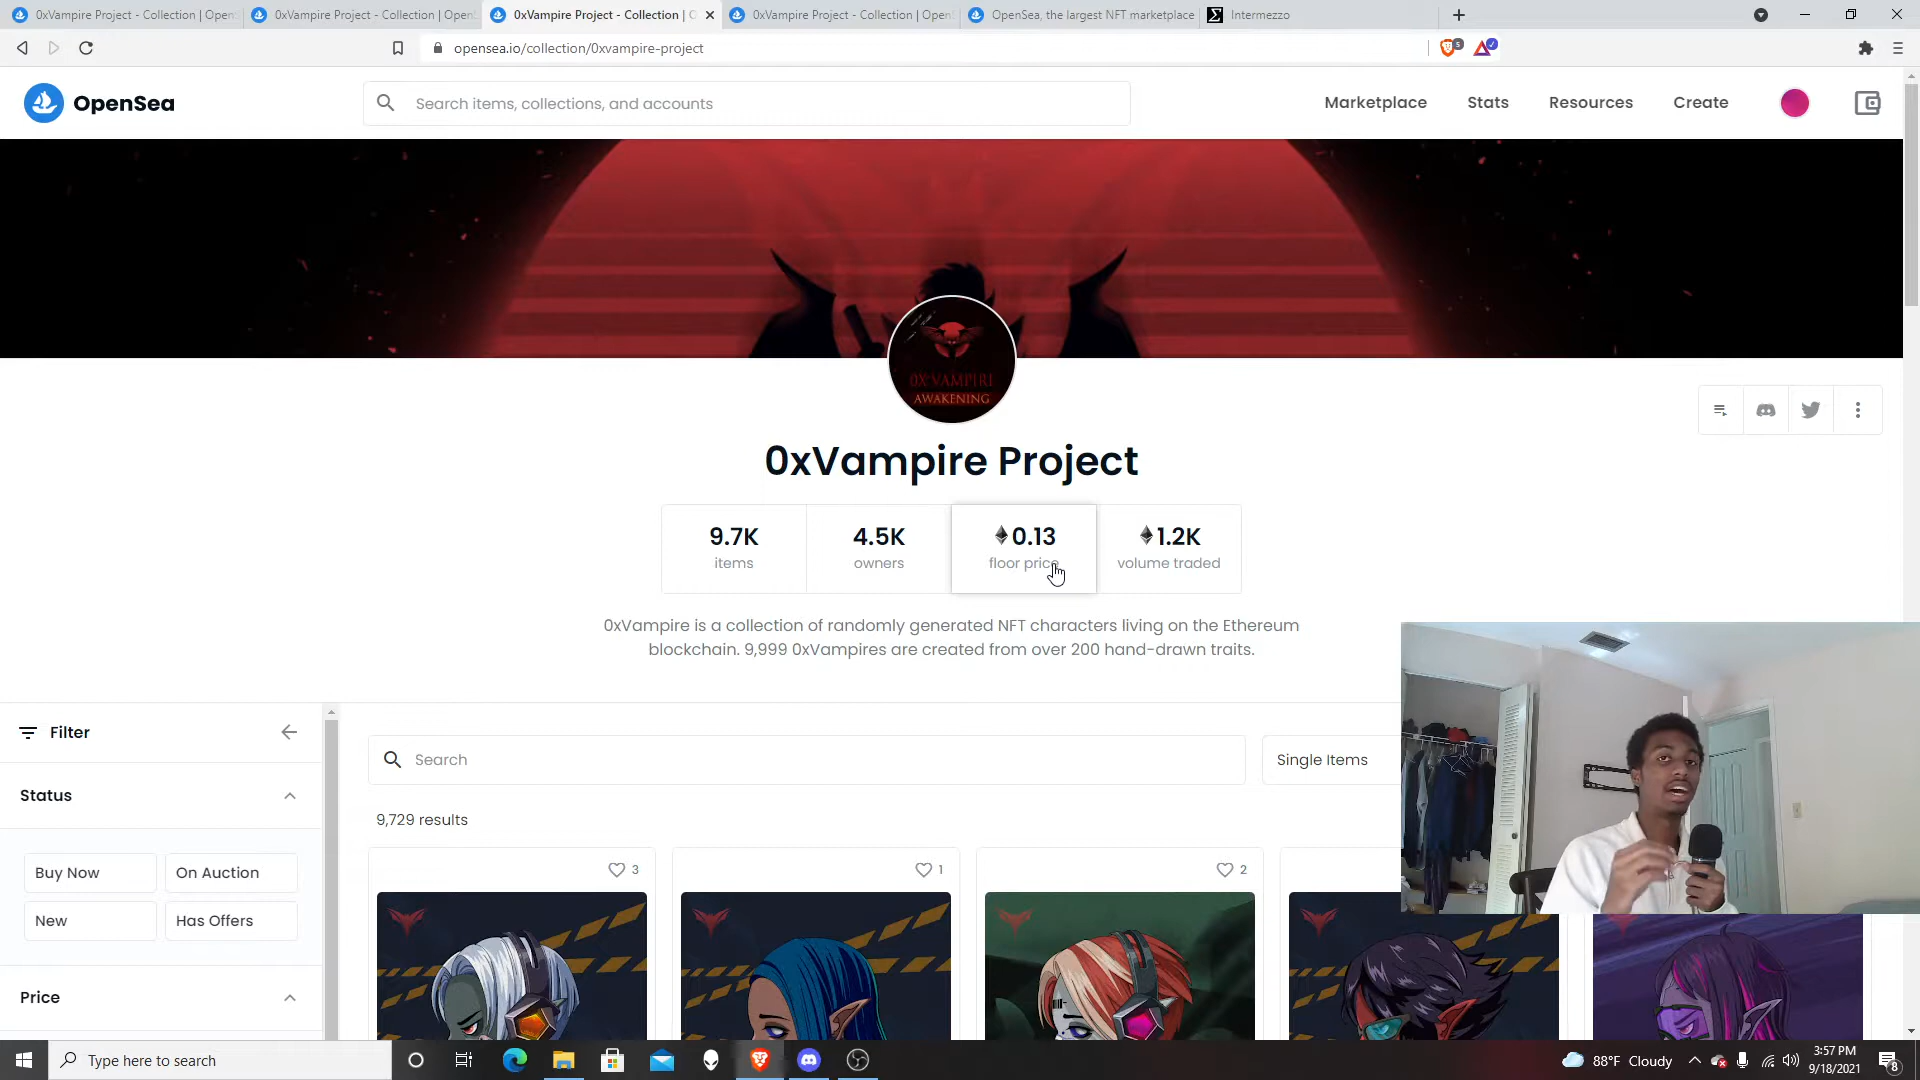 0xVampire Project - Collection | Open
0xVampire Project - Collection | Open
0xVampire Project - Collection | O
0xVampire Project - Collection | Open
OpenSea, the largest NFT marketplace
Intermezzo
opensea.io/collection/0xvampire-project
OpenSea
Search items, collections, and accounts
Marketplace
Stats
Resources
Create
0X VAMPIRE
AWAKENING
0xVampire Project
9.7K
4.5K
0.13
1.2K
items
owners
floor price
volume traded
0xVampire is a collection of randomly generated NFT characters living on the Ethereum
blockchain. 9,999 0xVampires are created from over 200 hand-drawn traits.
Filter
Search
Single Items
Status
9,729 results
3
1
2
Buy Now
On Auction
New
Has Offers
Price
Type here to search
88°F Cloudy
3:57 PM
9/18/2021
8